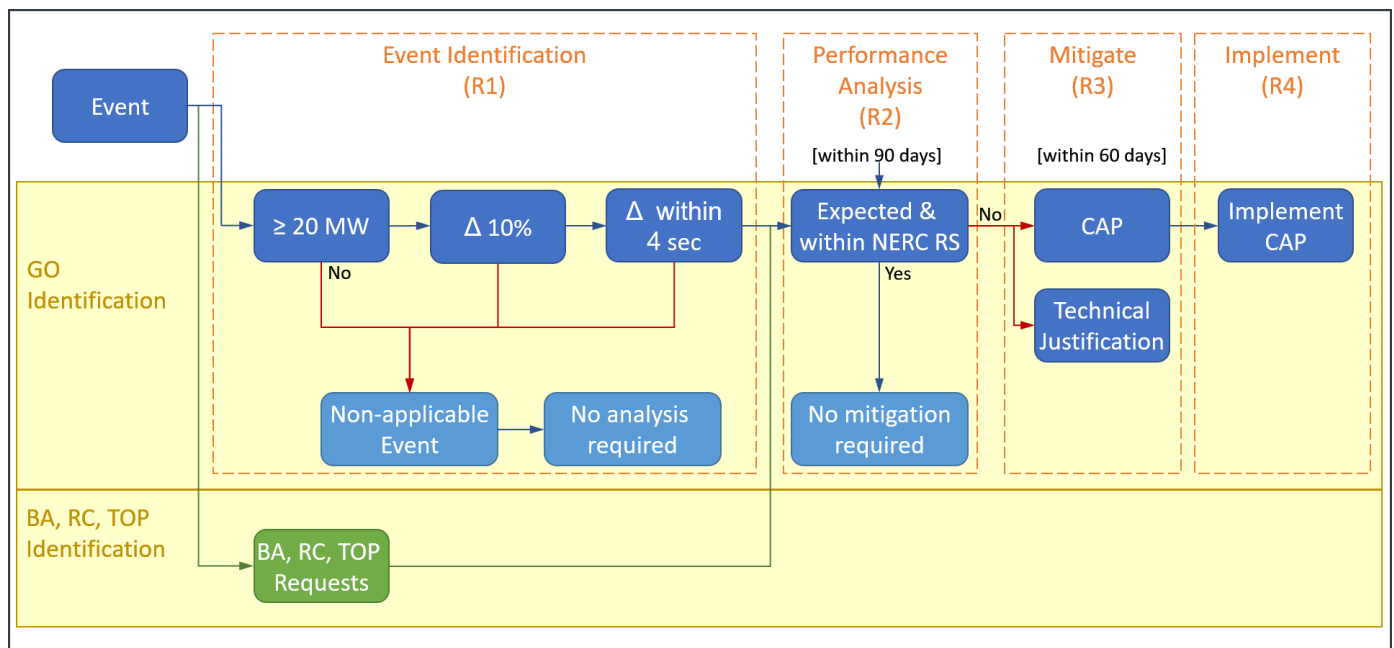 Event Identification
(R1)
Performance
Analysis
(R2)
Mitigate
(R3)
Implement
(R4)
Event
[within 90 days]
[within 60 days]
≥ 20 MW
Δ 10%
Δ within
4 sec
Expected &
within NERC RS
No
CAP
Implement
CAP
GO
Identification
No
Yes
Technical
Justification
Non-applicable
Event
No analysis
required
No mitigation
required
BA, RC, TOP
Identification
BA, RC, TOP
Requests